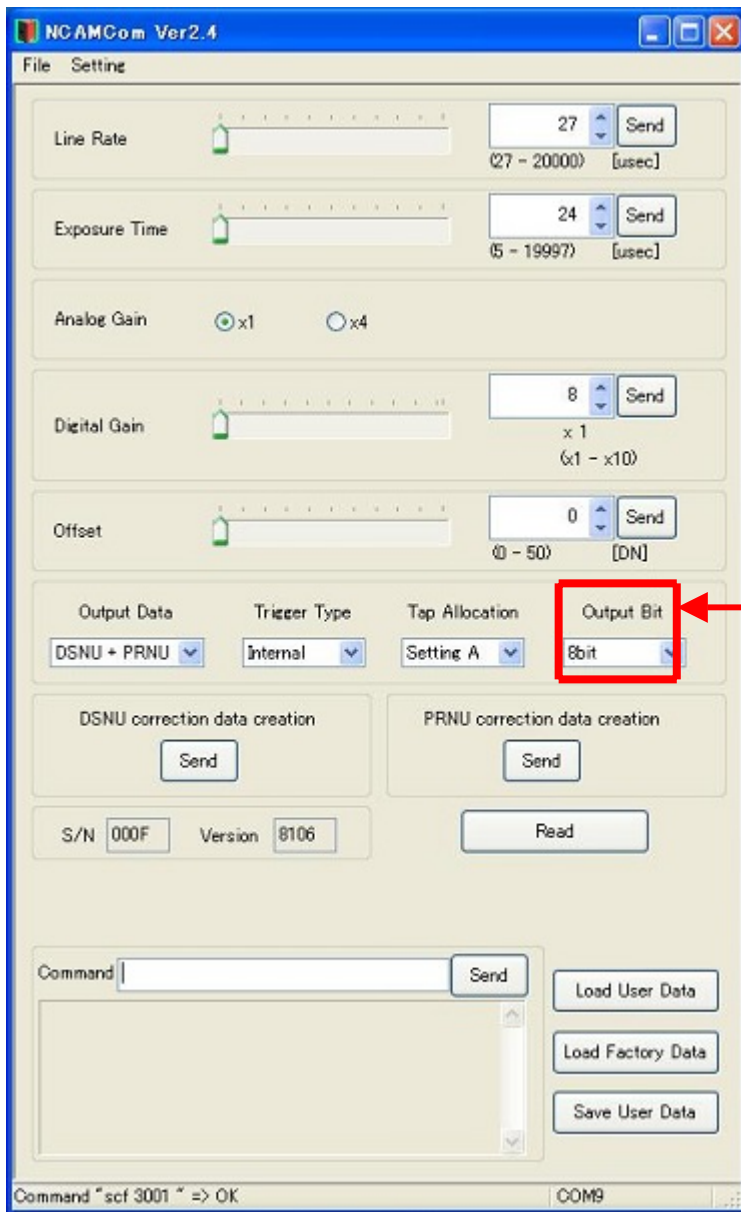 NCAMCom Ver2.4
File Setting
Line Rate
27
Send
(27 - 20000) [usec]
Exposure Time
24
Send
(5 - 19997) [usec]
Analog Gain
x1
x4
Digital Gain
8
Send
x 1
(x1 - x10)
Offset
0
Send
(0 - 50) [DN]
Output Data
Trigger Type
Tap Allocation
Output Bit
DSNU + PRNU
Internal
Setting A
8bit
DSNU correction data creation
Send
PRNU correction data creation
Send
S/N 000F
Version 8106
Read
Command
Send
Load User Data
Load Factory Data
Save User Data
Command "scf 3001 " => OK
COM9